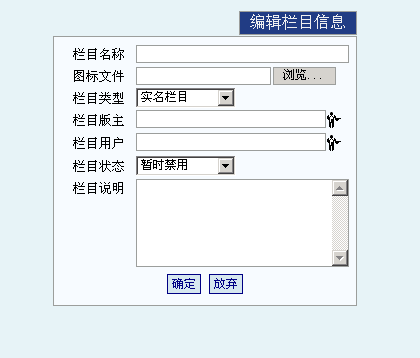 编辑栏目信息
栏目名称
图标文件 浏览...
栏目类型 实名栏目
栏目版主
栏目用户
栏目状态 暂时禁用
栏目说明
确定 放弃